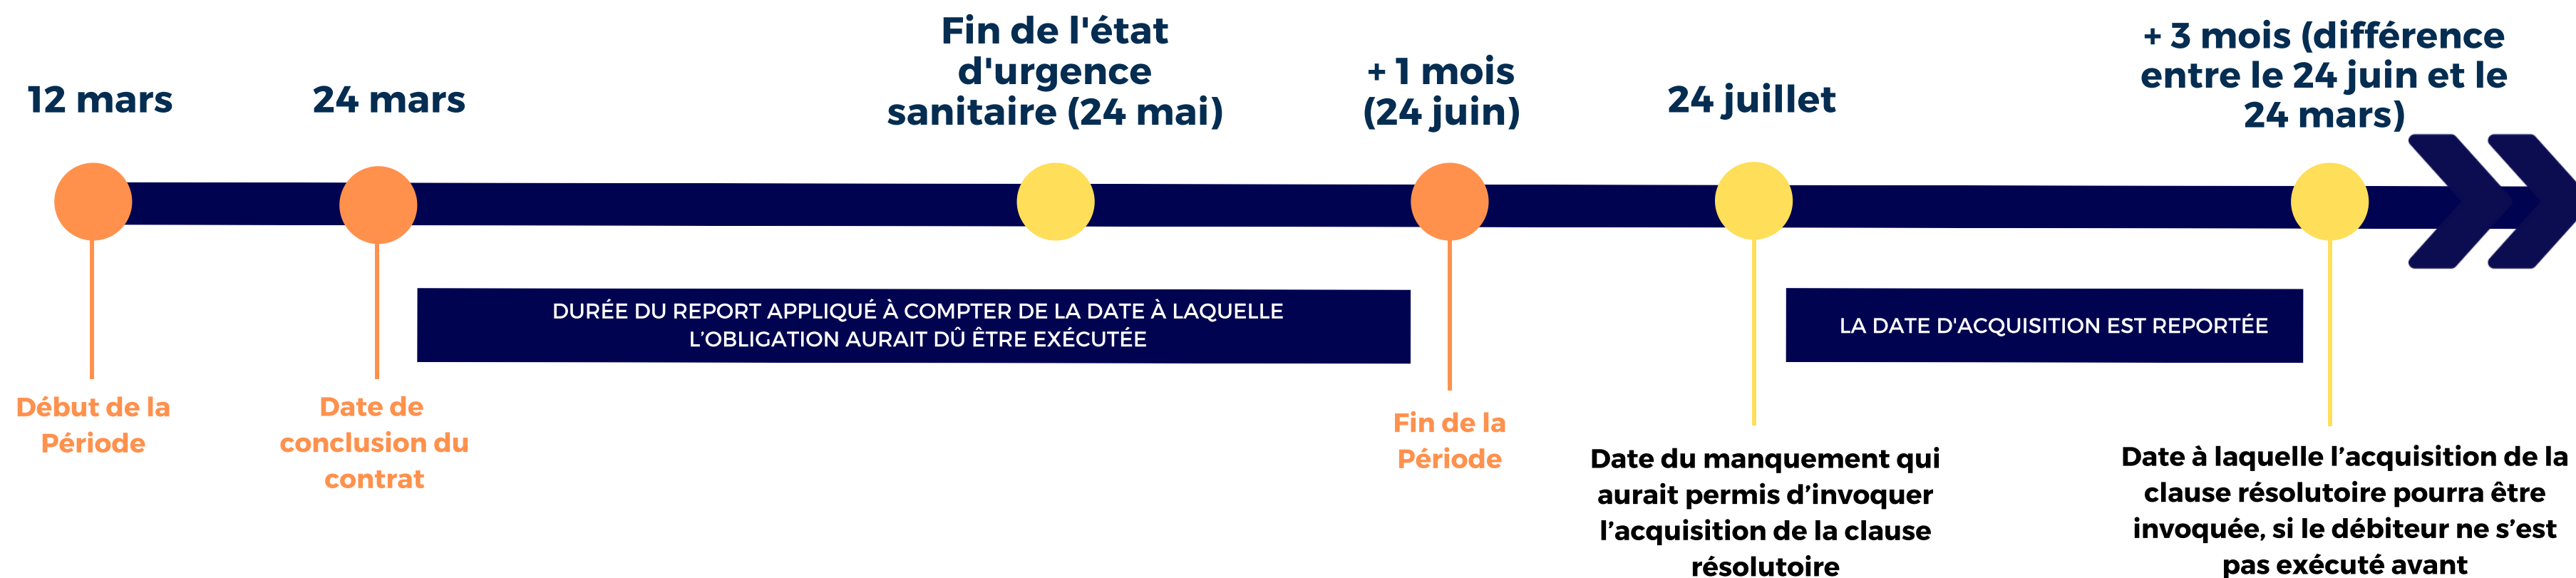 12 mars
24 mars
Fin de l'état
d'urgence
sanitaire (24 mai)
+ 1 mois
(24 juin)
24 juillet
+ 3 mois (différence
entre le 24 juin et le
24 mars)
DURÉE DU REPORT APPLIQUÉ À COMPTER DE LA DATE À LAQUELLE
L’OBLIGATION AURAIT DÛ ÊTRE EXÉCUTÉE
LA DATE D'ACQUISITION EST REPORTÉE
Début de la
Période
Date de
conclusion du
contrat
Fin de la
Période
Date du manquement qui
aurait permis d’invoquer
l’acquisition de la clause
résolutoire
Date à laquelle l’acquisition de la
clause résolutoire pourra être
invoquée, si le débiteur ne s’est
pas exécuté avant